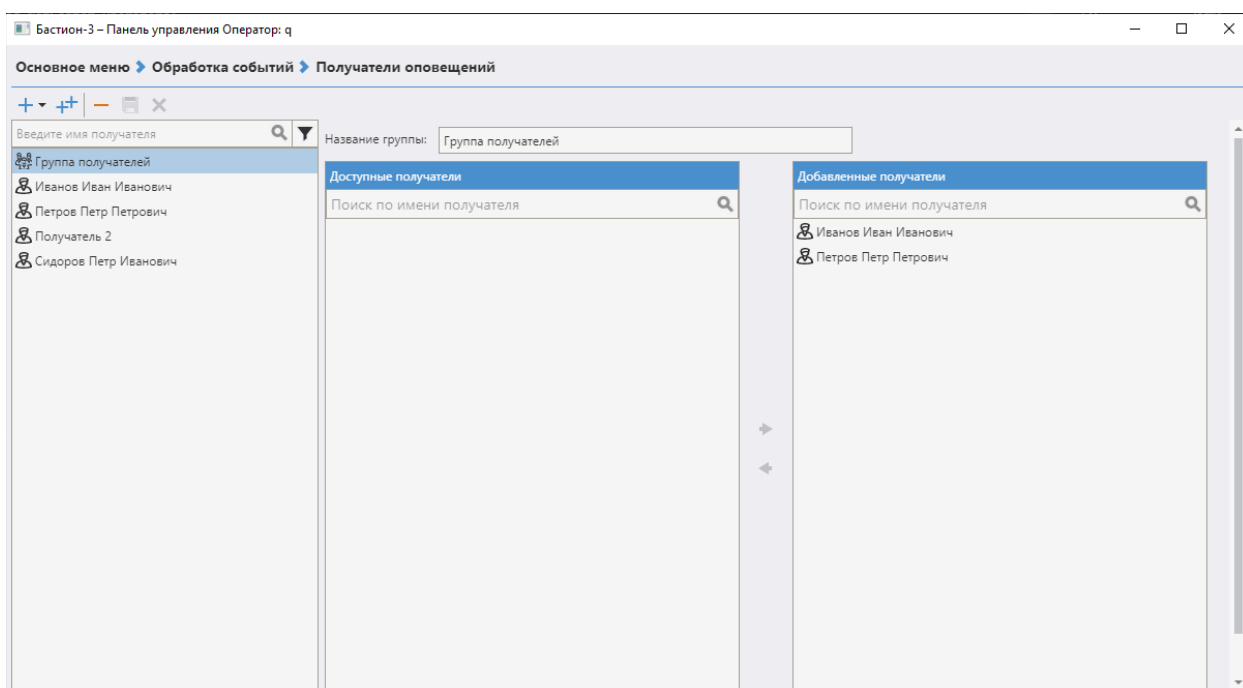 Бастион-3 – Панель управления Оператор: q
Основное меню Обработка событий Получатели оповещений
Введите имя получателя
Группа получателей
Иванов Иван Иванович
Петров Петр Петрович
Получатель 2
Сидоров Петр Иванович
Название группы: Группа получателей
Доступные получатели
Поиск по имени получателя
Добавленные получатели
Поиск по имени получателя
Иванов Иван Иванович
Петров Петр Петрович